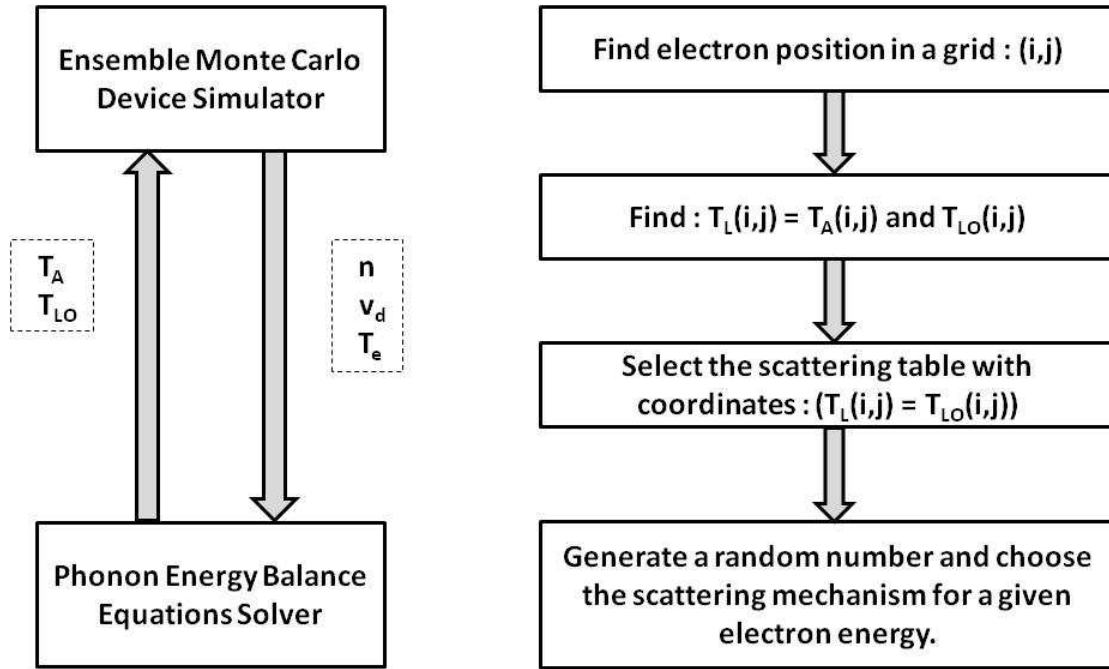 Ensemble Monte Carlo
Device Simulator
T_A
T_LO
n
v_d
T_e
Phonon Energy Balance
Equations Solver
Find electron position in a grid : (i,j)
Find : T_L(i,j) = T_A(i,j) and T_LO(i,j)
Select the scattering table with
coordinates : (T_L(i,j) = T_LO(i,j))
Generate a random number and choose
the scattering mechanism for a given
electron energy.